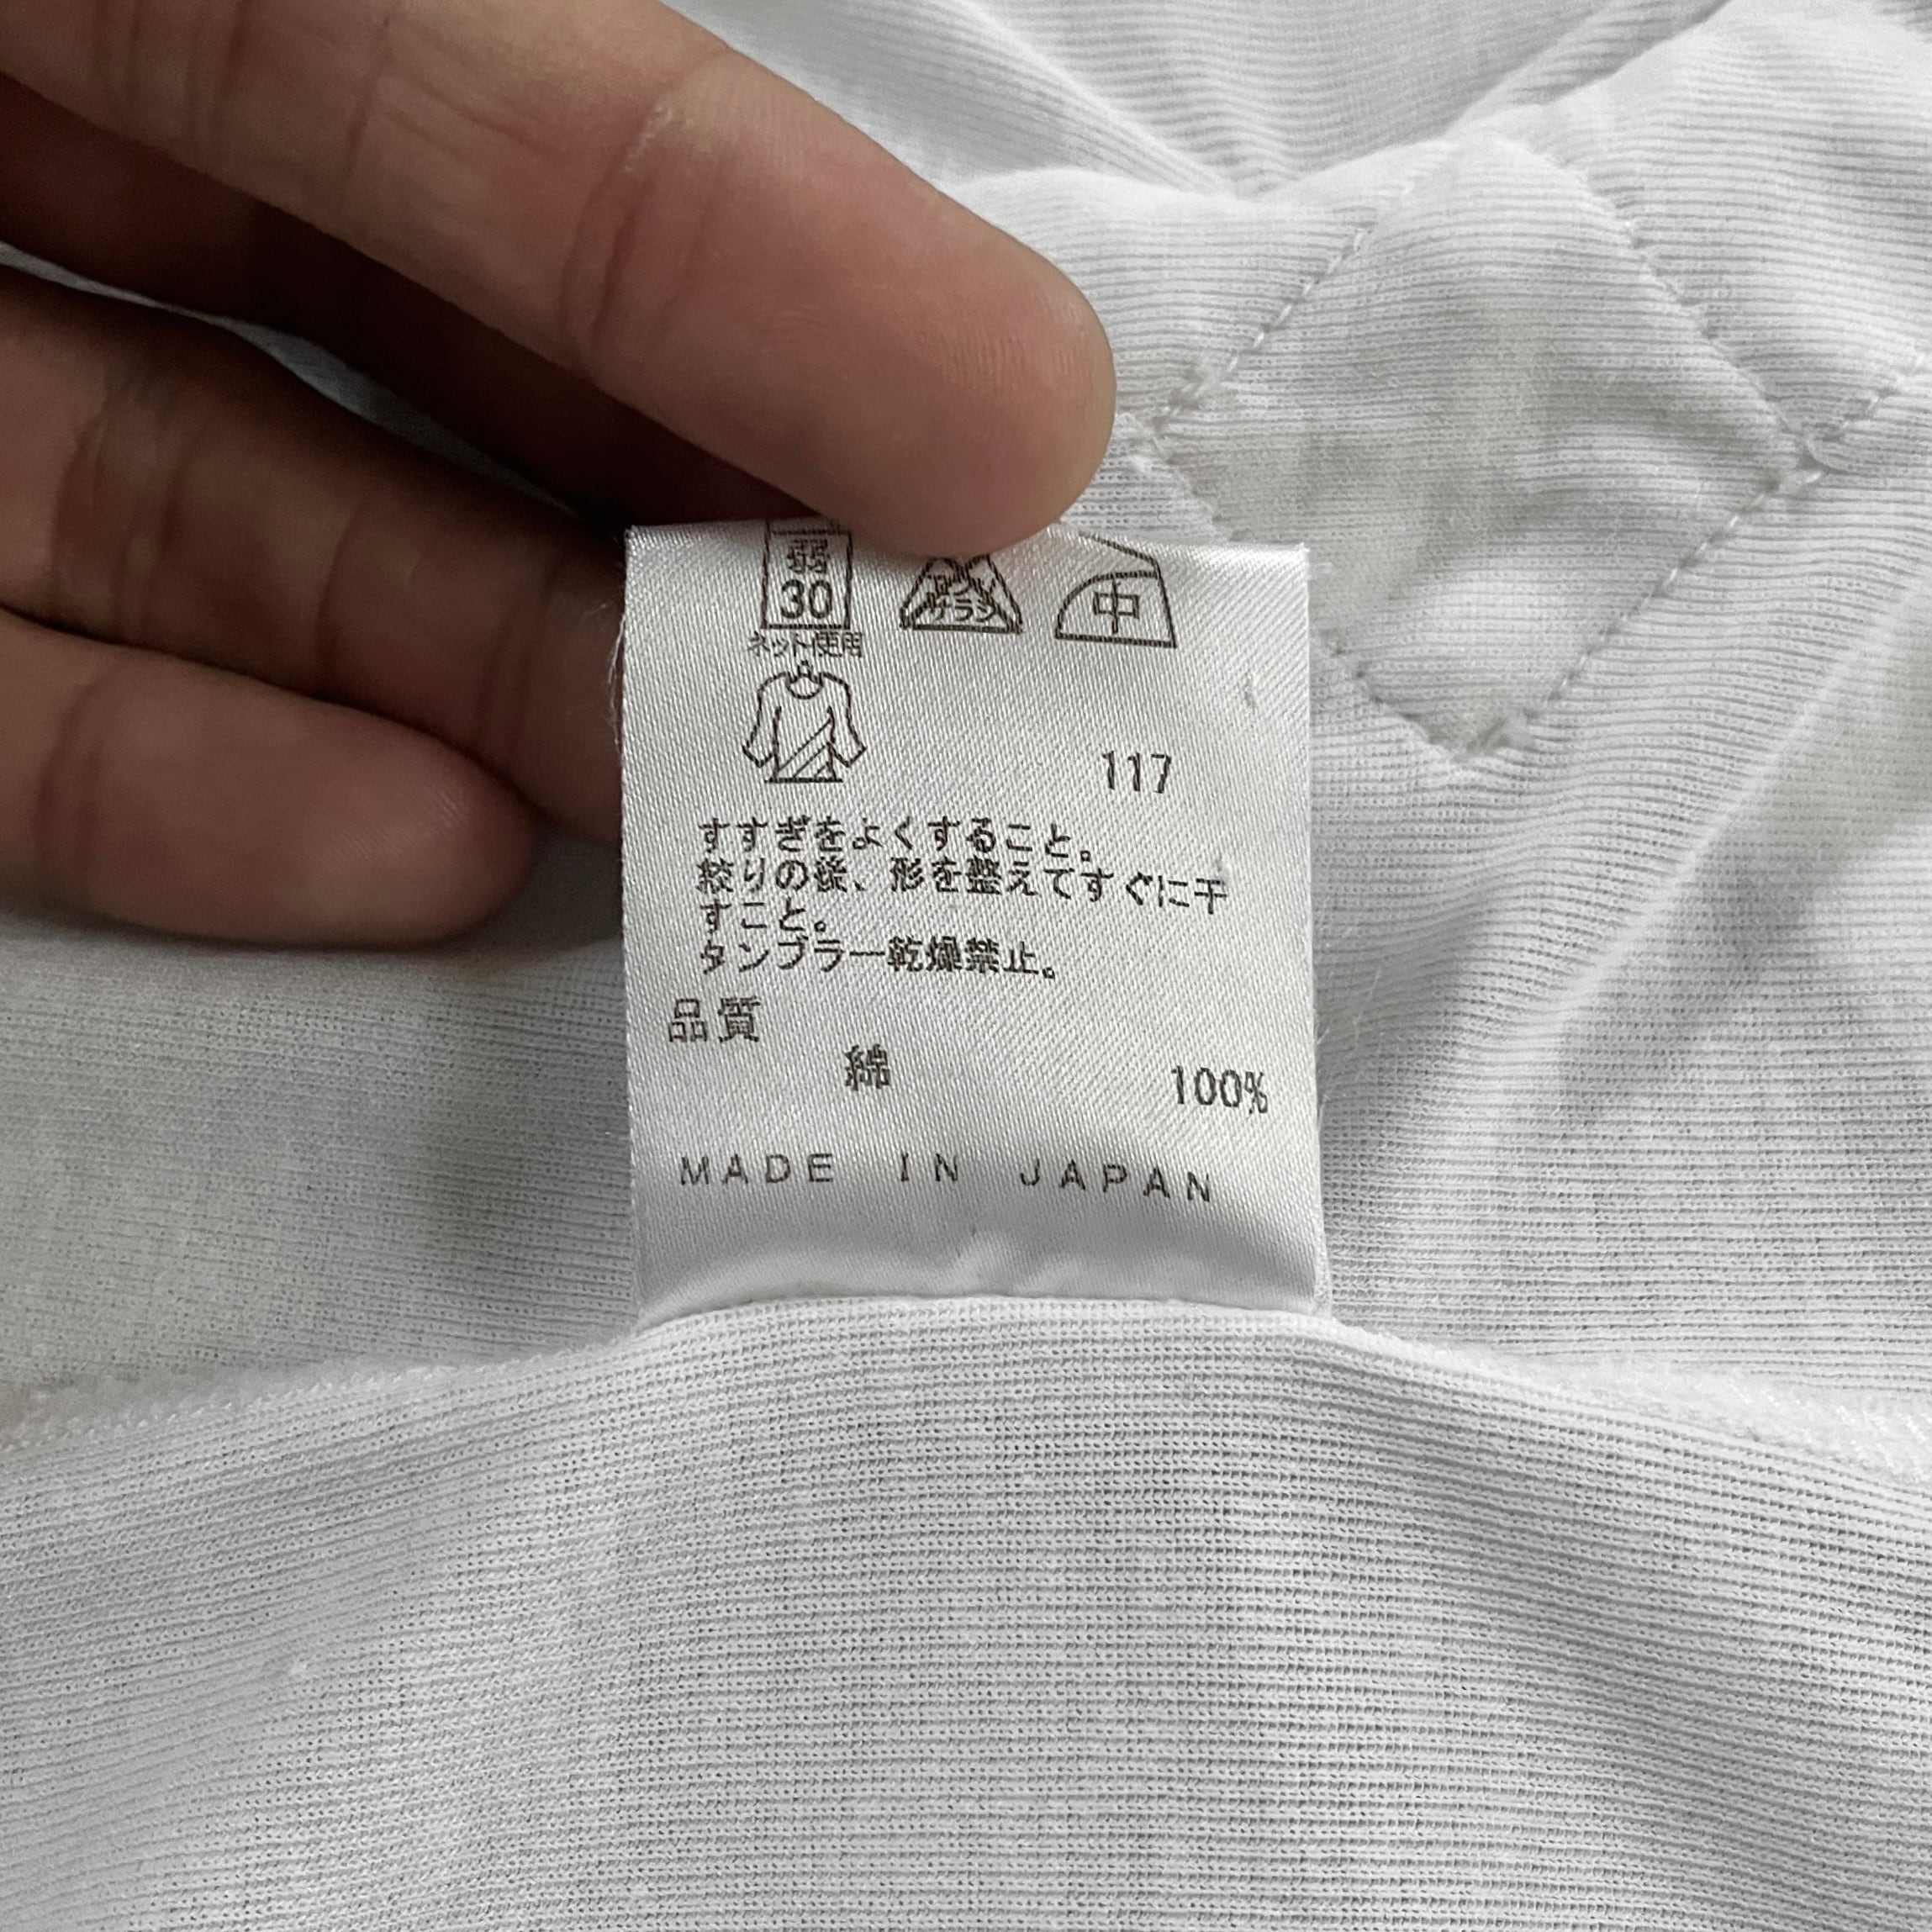 弱 エンソ 中
30 サラシ
ネット使用
117
すすぎをよくすること。
絞りの後、形を整えてすぐに干
すこと。
タンブラー乾燥禁止。
品質
綿 100%
MADE IN JAPAN